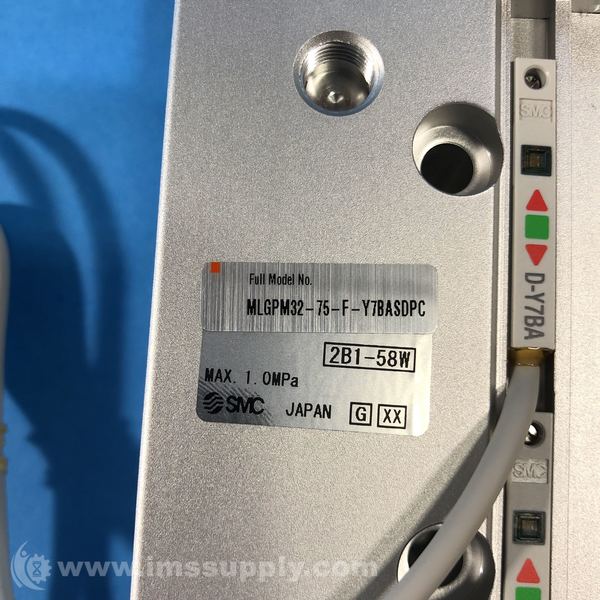 SMC
D-Y7BA
Full Model No.
MLGPM32-75-F-Y7BASDPC
2B1-58W
MAX. 1.0MPa
SMC JAPAN G XX
SMC
www.imssupply.com